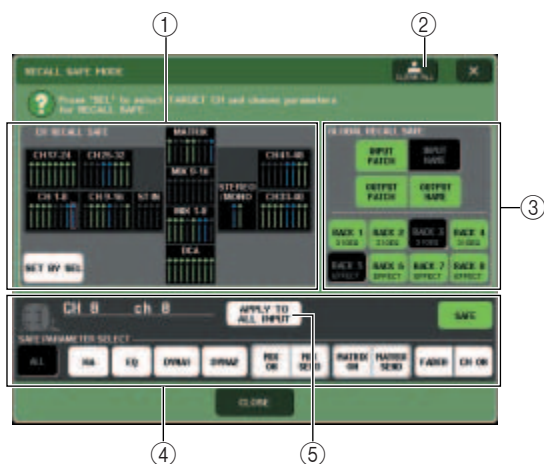 ①
②
RECALL SAFE MODE
CLEAR ALL
×
? Press "SEL" to select TARGET CH and choose parameters
for RECALL SAFE.
CH RECALL SAFE
MATRIX
GLOBAL RECALL SAFE
CH17-24 CH25-32
CH41-48
MIX 9-16
INPUT
PATCH
INPUT
NAME
OUTPUT
PATCH
OUTPUT
NAME
③
CH 1-8 CH 9-16 ST IN
STEREO
/MONO
CH33-40
MIX 1-8
DCA
RACK 1 RACK 2 RACK 3 RACK 4
RACK 5 RACK 6 RACK 7 RACK 8
EFFECT EFFECT EFFECT EFFECT
SET BY SEL
CH 8 ch 8
APPLY TO
ALL INPUT
SAFE
SAFE PARAMETER SELECT
ALL
HA
EQ
DYNA1
DYNA2
MIX
ON
MIX
SEND
MATRIX
ON
MATRIX
SEND
FADER
CH ON
CLOSE
④
⑤